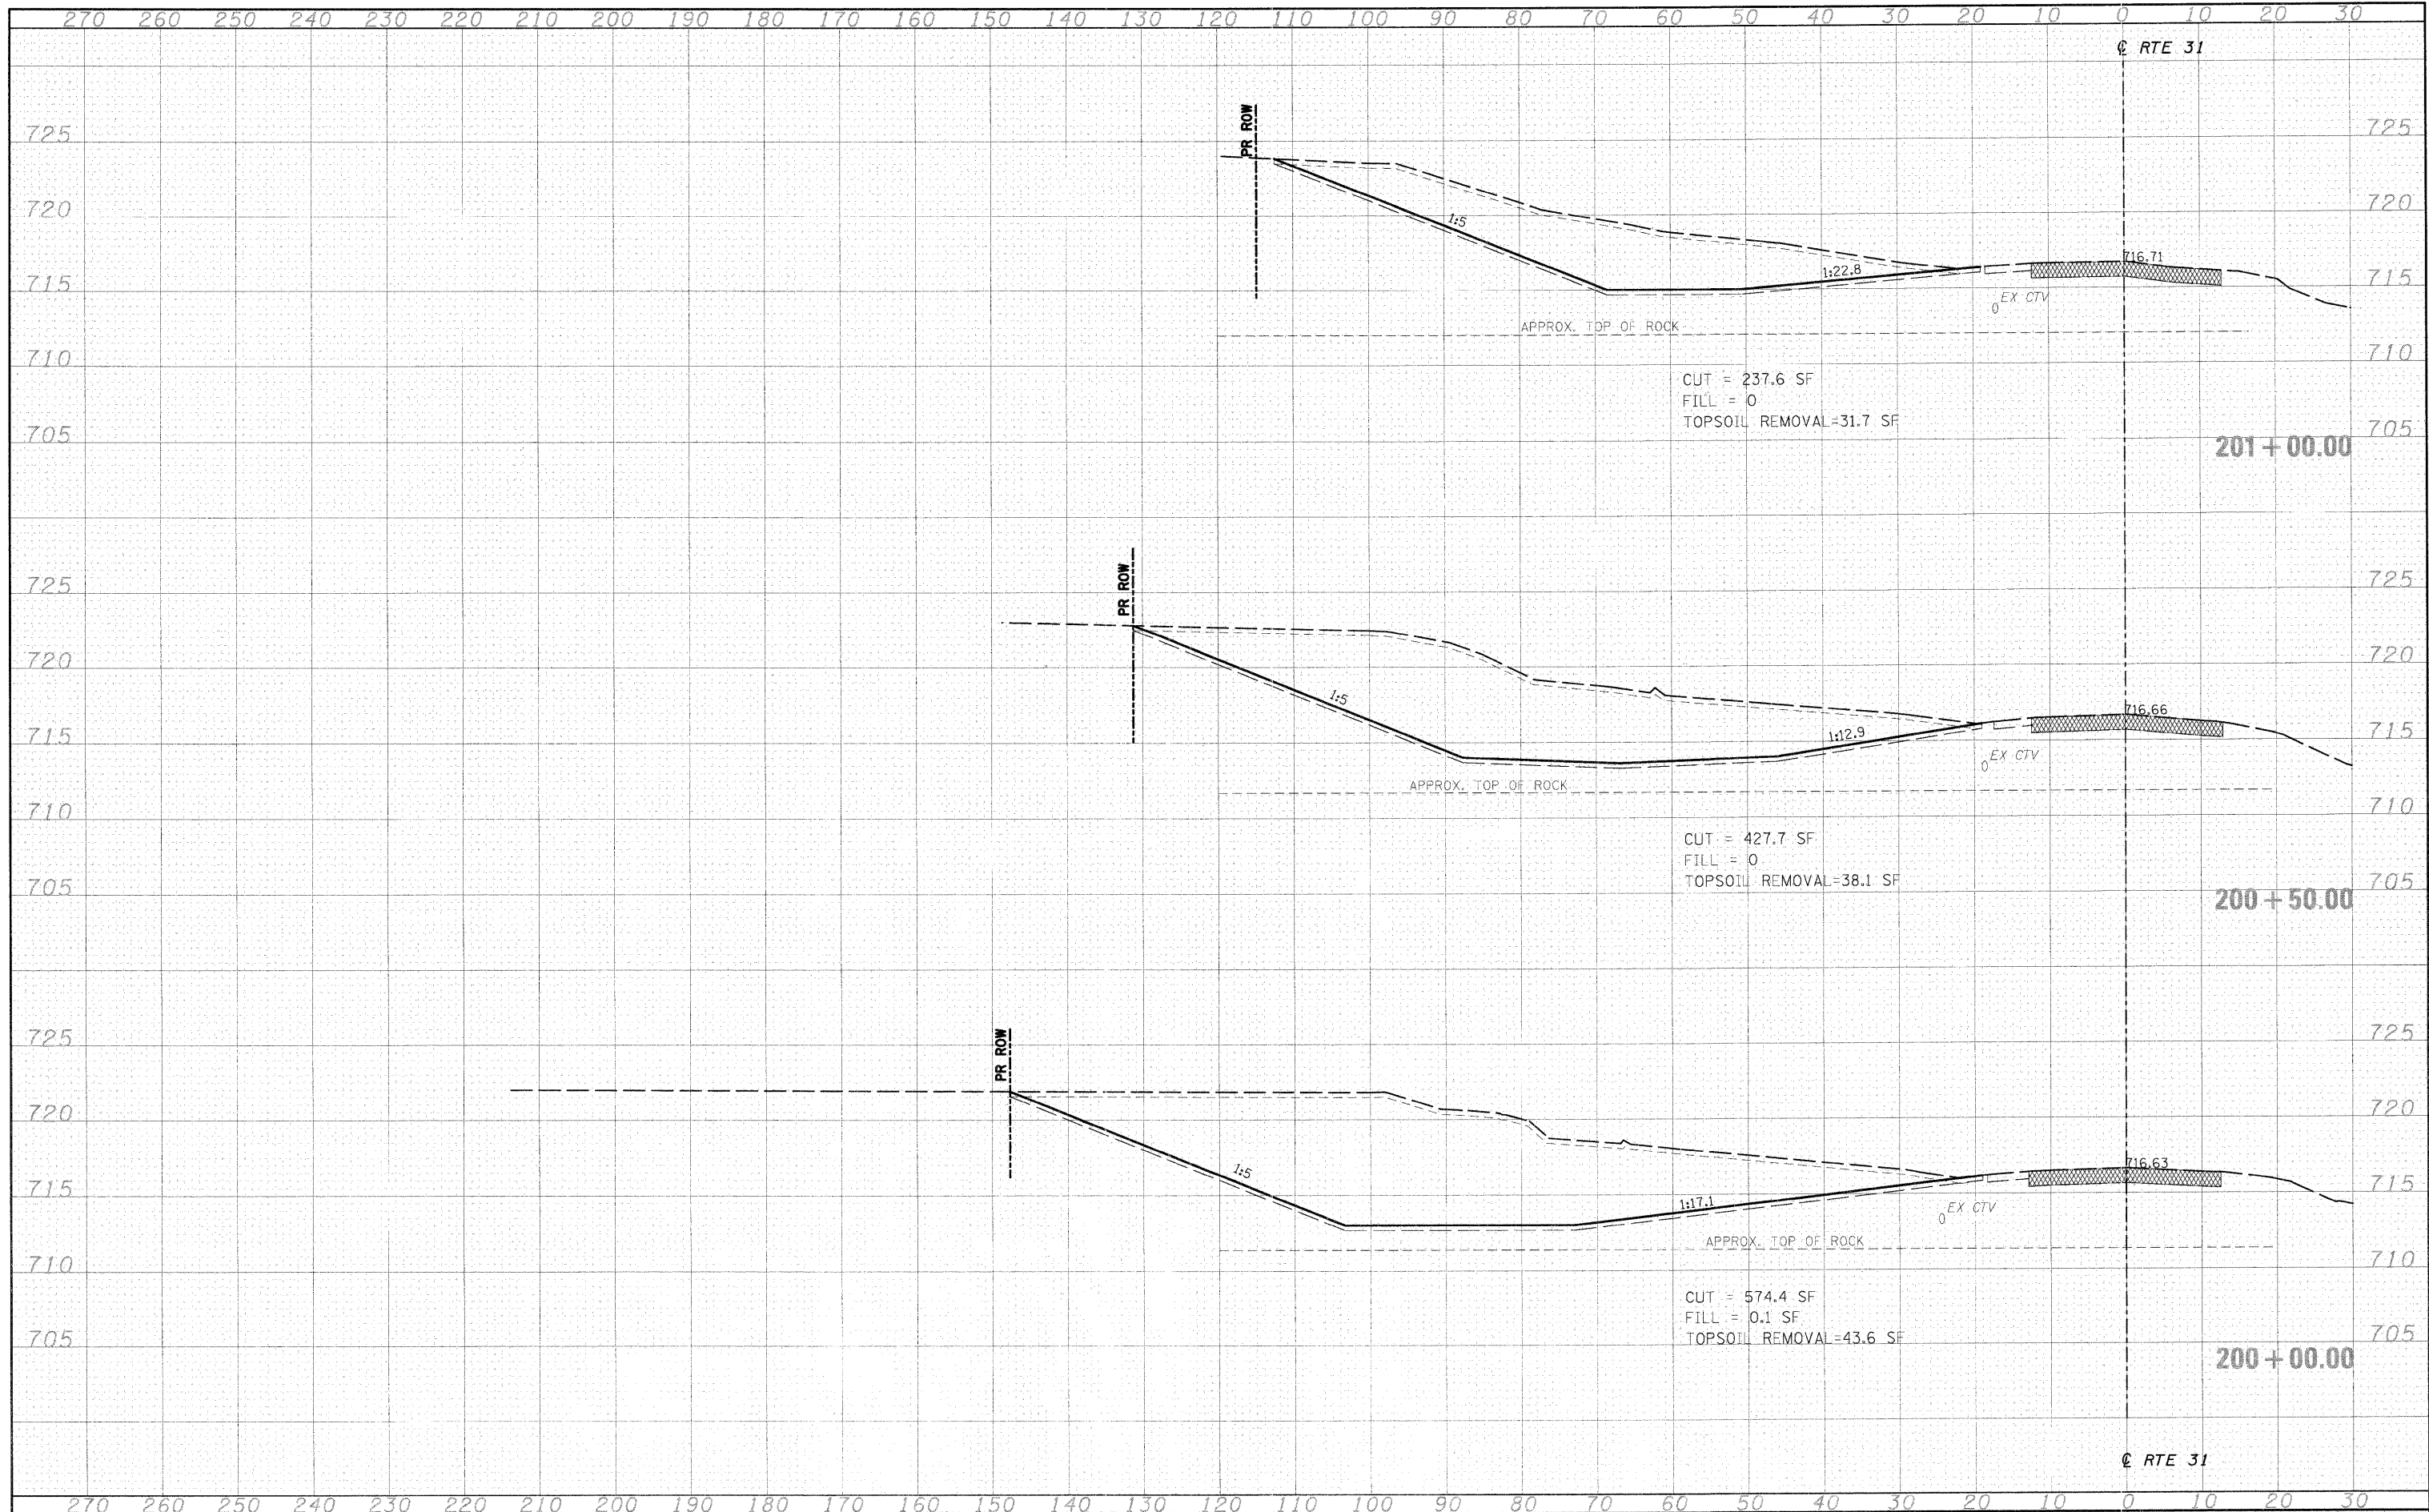 270 260 250 240 230 220 210 200 190 180 170 160 150 140 130 120 110 100 90 80 70 60 50 40 30 20 10 0 10 20 30
℄ RTE 31
PR ROW
725 725
720 720
1:5
1:22.8
716.71
715 715
EX CTV
APPROX. TOP OF ROCK
710 710
CUT = 237.6 SF
FILL = 0
TOPSOIL REMOVAL=31.7 SF
705 705
201+00.00
PR ROW
725 725
720 720
1:5
1:12.9
716.66
715 715
EX CTV
APPROX. TOP OF ROCK
710 710
CUT = 427.7 SF
FILL = 0
TOPSOIL REMOVAL=38.1 SF
705 705
200+50.00
PR ROW
725 725
720 720
1:5
1:17.1
716.63
715 715
EX CTV
APPROX. TOP OF ROCK
710 710
CUT = 574.4 SF
FILL = 0.1 SF
TOPSOIL REMOVAL=43.6 SF
705 705
200+00.00
℄ RTE 31
270 260 250 240 230 220 210 200 190 180 170 160 150 140 130 120 110 100 90 80 70 60 50 40 30 20 10 0 10 20 30